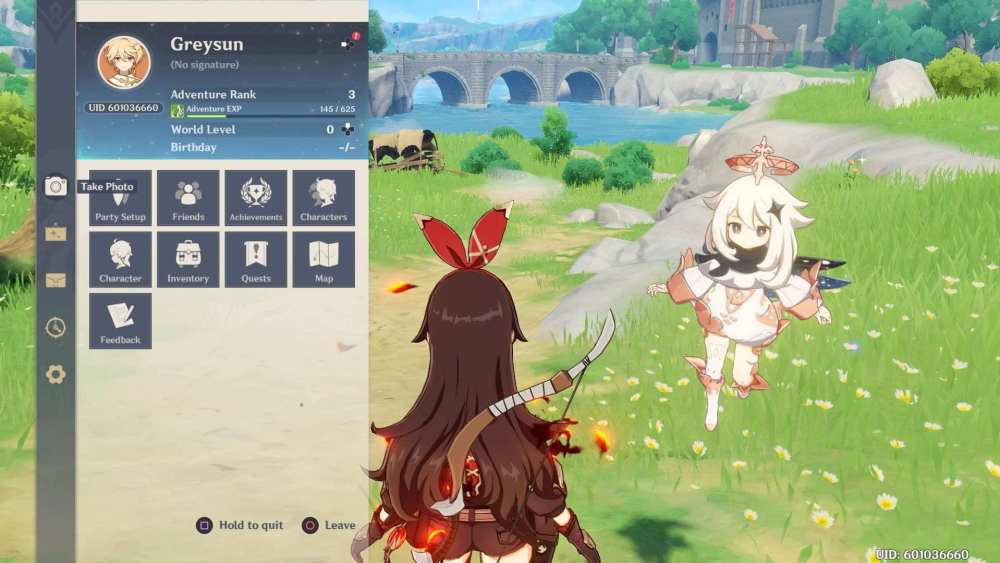 Greysun
(No signature)
UID 601036660
Adventure Rank 3
Adventure EXP 145 / 625
World Level 0
Birthday -/-
Take Photo
Party Setup Friends Achievements Characters
Character Inventory Quests Map
Feedback
Hold to quit Leave
UID: 601036660